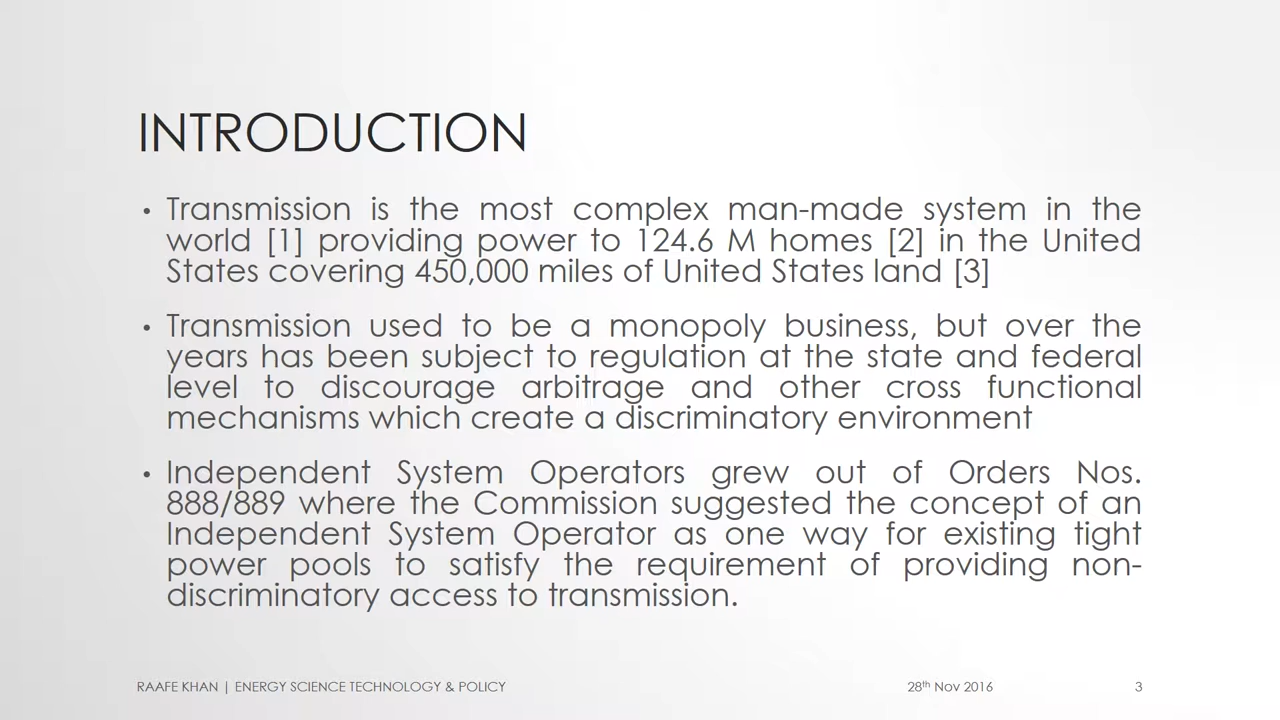 INTRODUCTION
• Transmission is the most complex man-made system in the
world [1] providing power to 124.6 M homes [2] in the United
States covering 450,000 miles of United States land [3]
• Transmission used to be a monopoly business, but over the
years has been subject to regulation at the state and federal
level to discourage arbitrage and other cross functional
mechanisms which create a discriminatory environment
• Independent System Operators grew out of Orders Nos.
888/889 where the Commission suggested the concept of an
Independent System Operator as one way for existing tight
power pools to satisfy the requirement of providing non-
discriminatory access to transmission.
RAAFE KHAN | ENERGY SCIENCE TECHNOLOGY & POLICY 28th Nov 2016 3